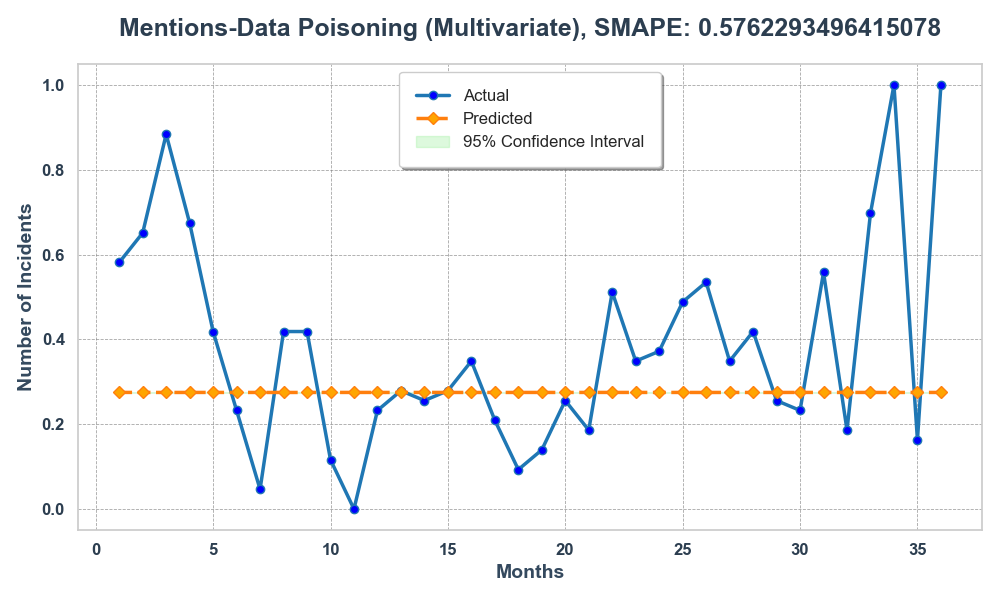 Mentions-Data Poisoning (Multivariate), SMAPE: 0.5762293496415078
Actual
Predicted
95% Confidence Interval
Number of Incidents
1.0
0.8
0.6
0.4
0.2
0.0
0 5 10 15 20 25 30 35
Months